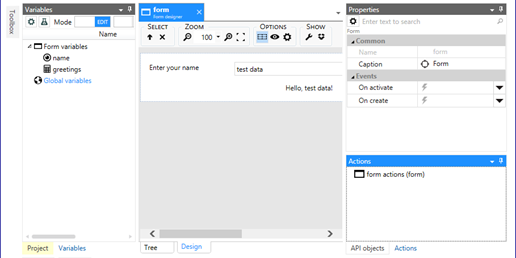 Toolbox
Variables
Mode EDIT
Name
Form variables
name
greetings
Global variables
Project Variables
form
form designer
SELECT ZOOM OPTIONS SHOW
100
Enter your name test data
Hello, test data!
Tree Design
Properties
Enter text to search
Form
Common
Name form
Caption Form
Events
On activate
On create
Actions
form actions (form)
API objects Actions